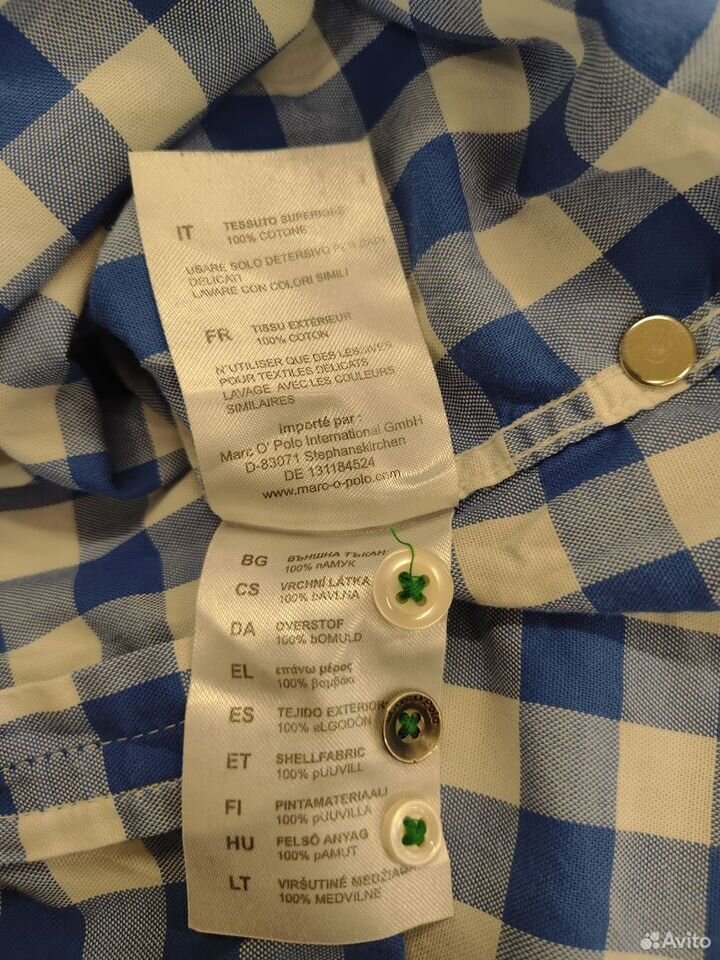 IT TESSUTO SUPERIORE
100% COTONE
USARE SOLO DETERSIVO PER CAPI
DELICATI
LAVARE CON COLORI SIMILI
FR TISSU EXTÉRIEUR
100% COTON
N'UTILISER QUE DES LESSIVES
POUR TEXTILES DÉLICATS
LAVAGE AVEC LES COULEURS
SIMILAIRES
importé par :
Marc O' Polo International GmbH
D-83071 Stephanskirchen
DE 131184524
www.marc-o-polo.com
BG ВЪНШНА ТЪКАН
100% пАМУК
CS VRCHNÍ LÁTKA
100% bAVLNA
DA OVERSTOF
100% bOMULD
EL επάνω μέρος
100% βαμβάκι
ES TEJIDO EXTERIOR
100% aLGODÓN
ET SHELLFABRIC
100% pUUVILL
FI PINTAMATERIAALI
100% pUUVILLA
HU FELSŐ ANYAG
100% pAMUT
LT VIRŠUTINĖ
100% MEDVILNE
Avito